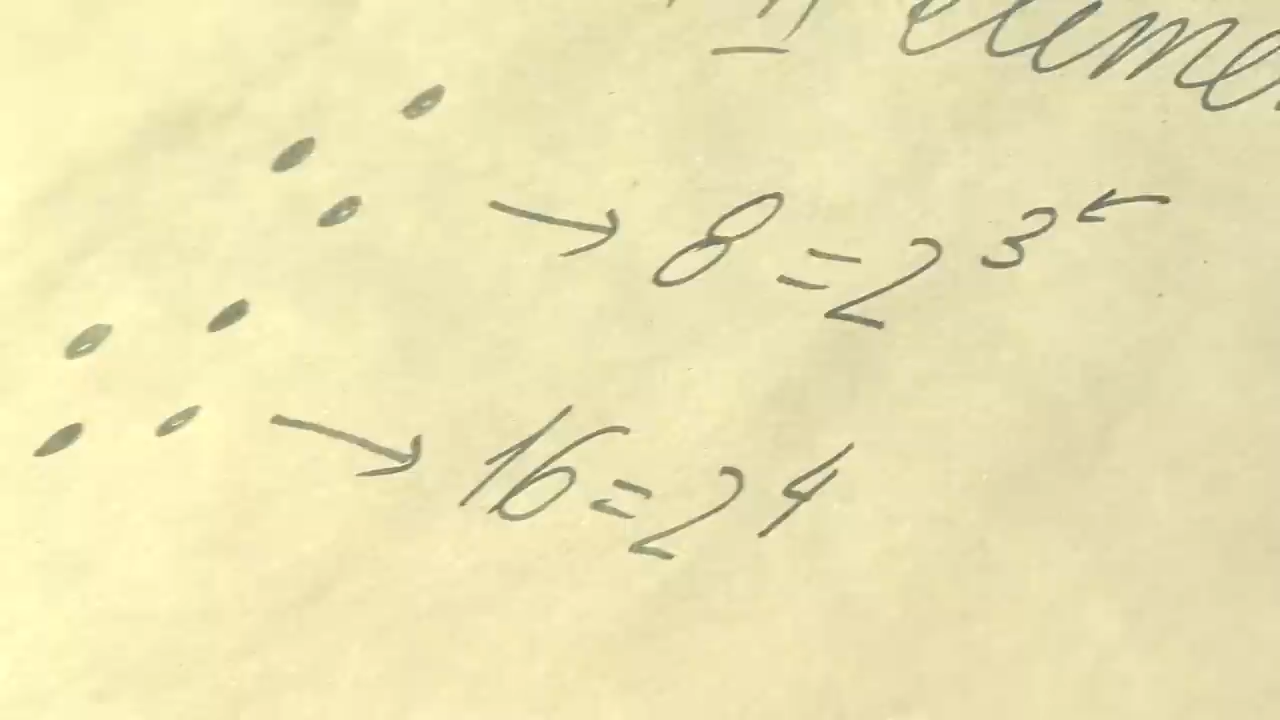 → 8 = 2³ ←
→ 16 = 2⁴